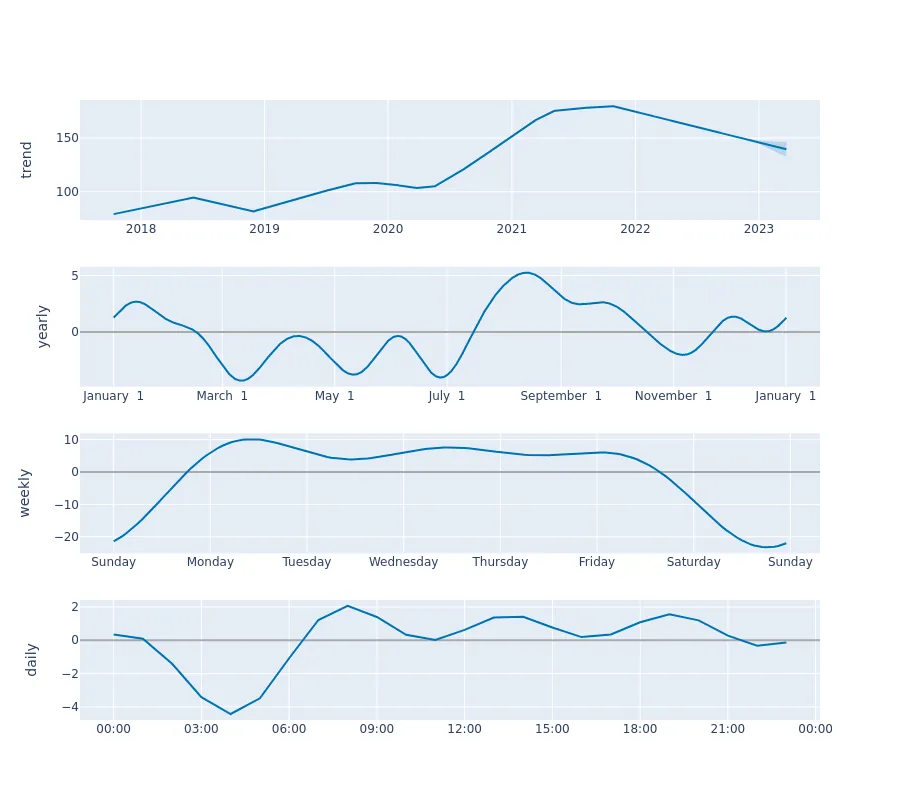 trend
150
100
2018 2019 2020 2021 2022 2023
yearly
5
0
January 1 March 1 May 1 July 1 September 1 November 1 January 1
weekly
10
0
−10
−20
Sunday Monday Tuesday Wednesday Thursday Friday Saturday Sunday
daily
2
0
−2
−4
00:00 03:00 06:00 09:00 12:00 15:00 18:00 21:00 00:00